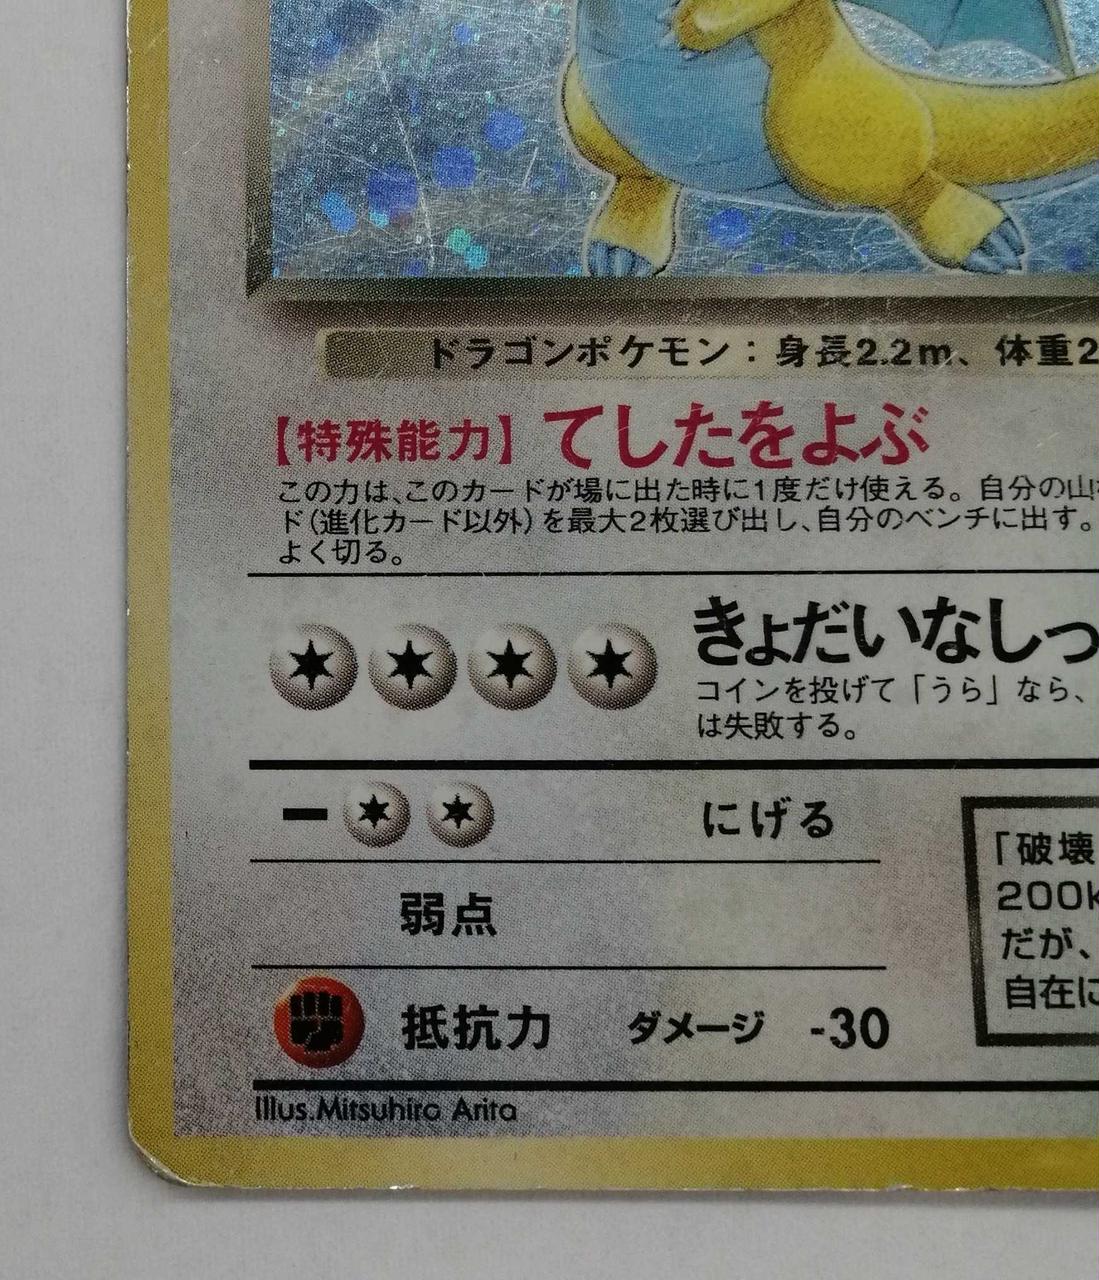 ドラゴンポケモン：身長2.2m、体重2
【特殊能力】てしたをよぶ
この力は、このカードが場に出た時に1度だけ使える。自分の山
ド（進化カード以外）を最大2枚選び出し、自分のベンチに出す。
よく切る。
きょだいなしっ
コインを投げて「うら」なら、
は失敗する。
ー にげる
弱点
抵抗力 ダメージ -30
「破壊
200k
だが、
自在に
Illus.Mitsuhiro Arita